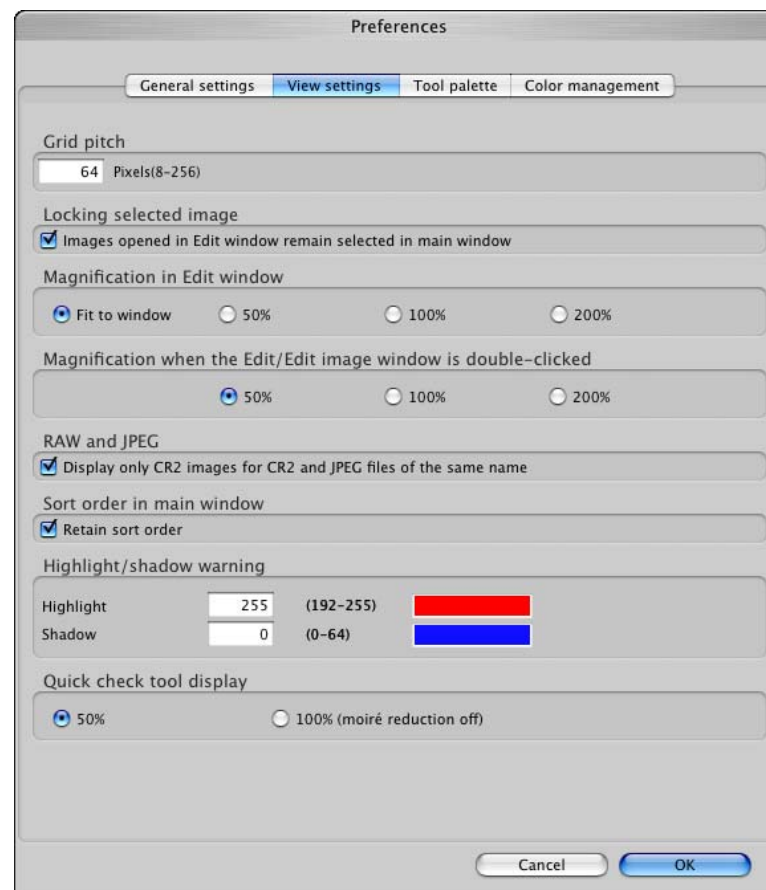 Preferences
General settings View settings Tool palette Color management
Grid pitch
64 Pixels(8-256)
Locking selected image
Images opened in Edit window remain selected in main window
Magnification in Edit window
Fit to window 50% 100% 200%
Magnification when the Edit/Edit image window is double-clicked
50% 100% 200%
RAW and JPEG
Display only CR2 images for CR2 and JPEG files of the same name
Sort order in main window
Retain sort order
Highlight/shadow warning
Highlight 255 (192-255)
Shadow 0 (0-64)
Quick check tool display
50% 100% (moiré reduction off)
Cancel OK